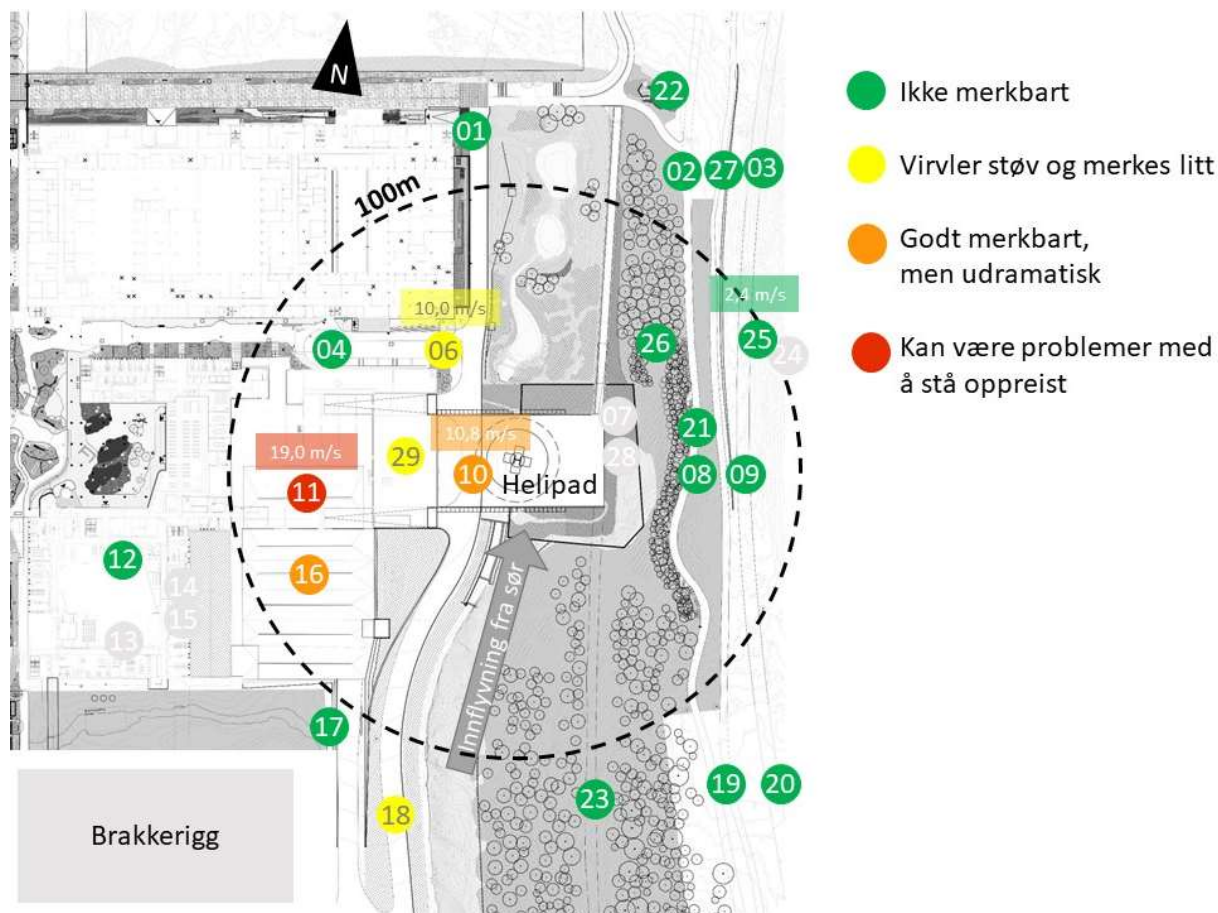 N
22
01
02
27
03
100m
10,0 m/s
2,4 m/s
04
06
26
25
24
07
21
10,8 m/s
19,0 m/s
29
28
10
Helipad
08
09
11
12
16
14
15
13
Innflyvning fra sør
17
18
23
19
20
Brakkerigg
Ikke merkbart
Virvler støv og merkes litt
Godt merkbart,
men udramatisk
Kan være problemer med
å stå oppreist